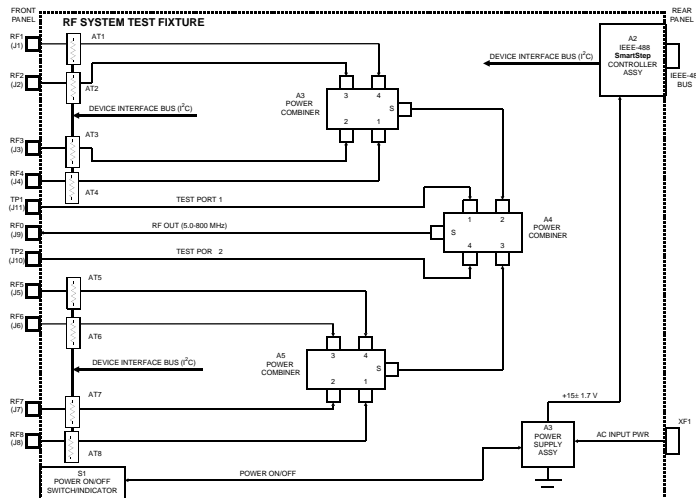 FRONT
PANEL
RF SYSTEM TEST FIXTURE
REAR
PANEL
RF1
(J1)
AT1
A2
IEEE-488
SmartStep
CONTROLLER
ASSY
DEVICE INTERFACE BUS (I2C)
IEEE-48
BUS
RF2
(J2)
AT2
A3
POWER
COMBINER
3
4
S
2
1
DEVICE INTERFACE BUS (I2C)
AT3
RF3
(J3)
RF4
(J4)
AT4
TP1
(J11)
TEST PORT 1
RF0
(J9)
RF OUT (5.0-800 MHz)
1
2
S
4
3
A4
POWER
COMBINER
TP2
(J10)
TEST POR 2
RF5
(J5)
AT5
RF6
(J6)
AT6
A5
POWER
COMBINER
3
4
S
2
1
DEVICE INTERFACE BUS (I2C)
AT7
RF7
(J7)
RF8
(J8)
AT8
+15± 1.7 V
A3
POWER
SUPPLY
ASSY
AC INPUT PWR
XF1
S1
POWER ON/OFF
SWITCH/INDICATOR
POWER ON/OFF